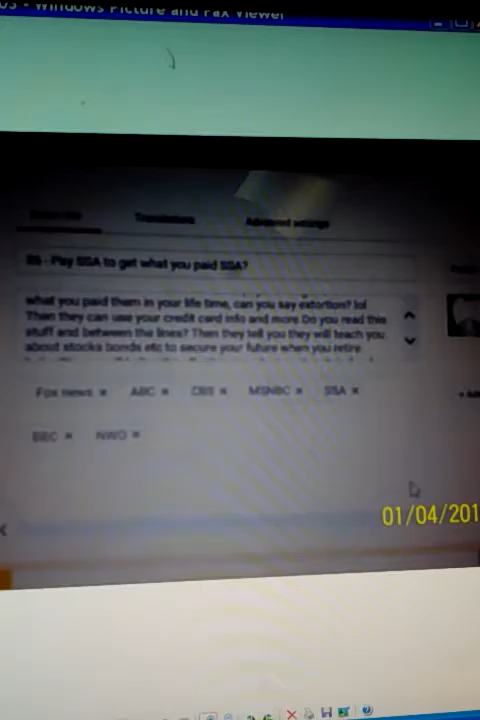 03 - Windows Picture and Fax Viewer
Translations
Advanced settings
B6 - Pay SSA to get what you paid SSA?
what you paid them in your life time, can you say extortion? lol
Then they can use your credit card info and more Do you read this
stuff and between the lines? Then they tell you they will teach you
about stocks bonds etc to secure your future when you retire
Fox news × ABC × CBS × MSNBC × SSA ×
BBC × NWO ×
01/04/201